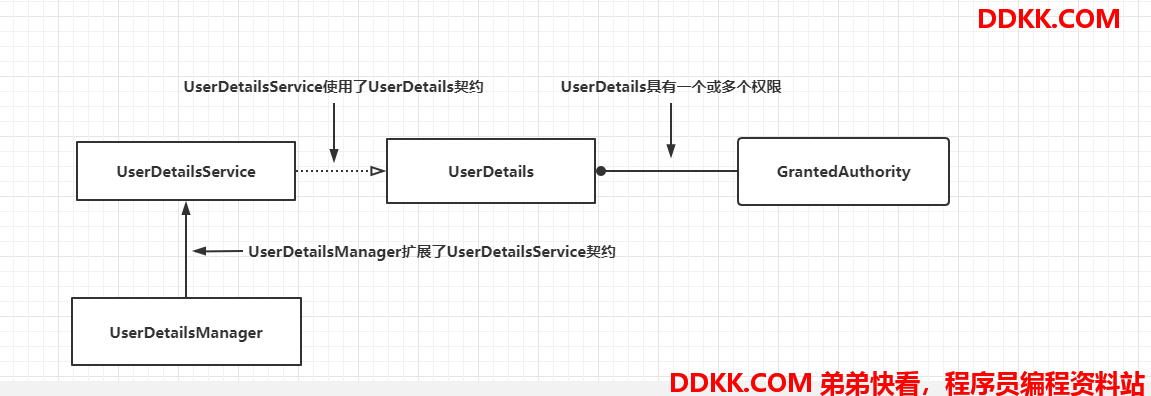 DDKK.COM
UserDetailsService使用了UserDetails契约
UserDetails具有一个或多个权限
UserDetailsService
UserDetails
GrantedAuthority
UserDetailsManager扩展了UserDetailsService契约
UserDetailsManager
DDKK.COM 弟弟快看，程序员编程资料站